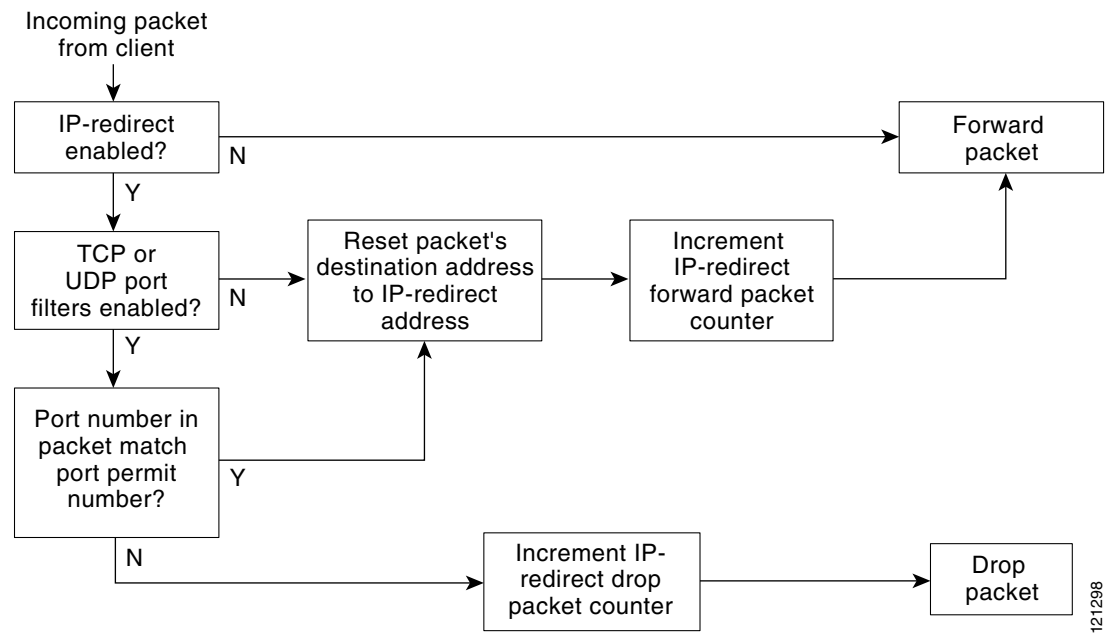 Incoming packet
from client
IP-redirect
enabled?
N
Forward
packet
Y
TCP or
UDP port
filters enabled?
N
Reset packet's
destination address
to IP-redirect
address
Increment
IP-redirect
forward packet
counter
Y
Port number in
packet match
port permit
number?
Y
N
Increment IP-
redirect drop
packet counter
Drop
packet
121298